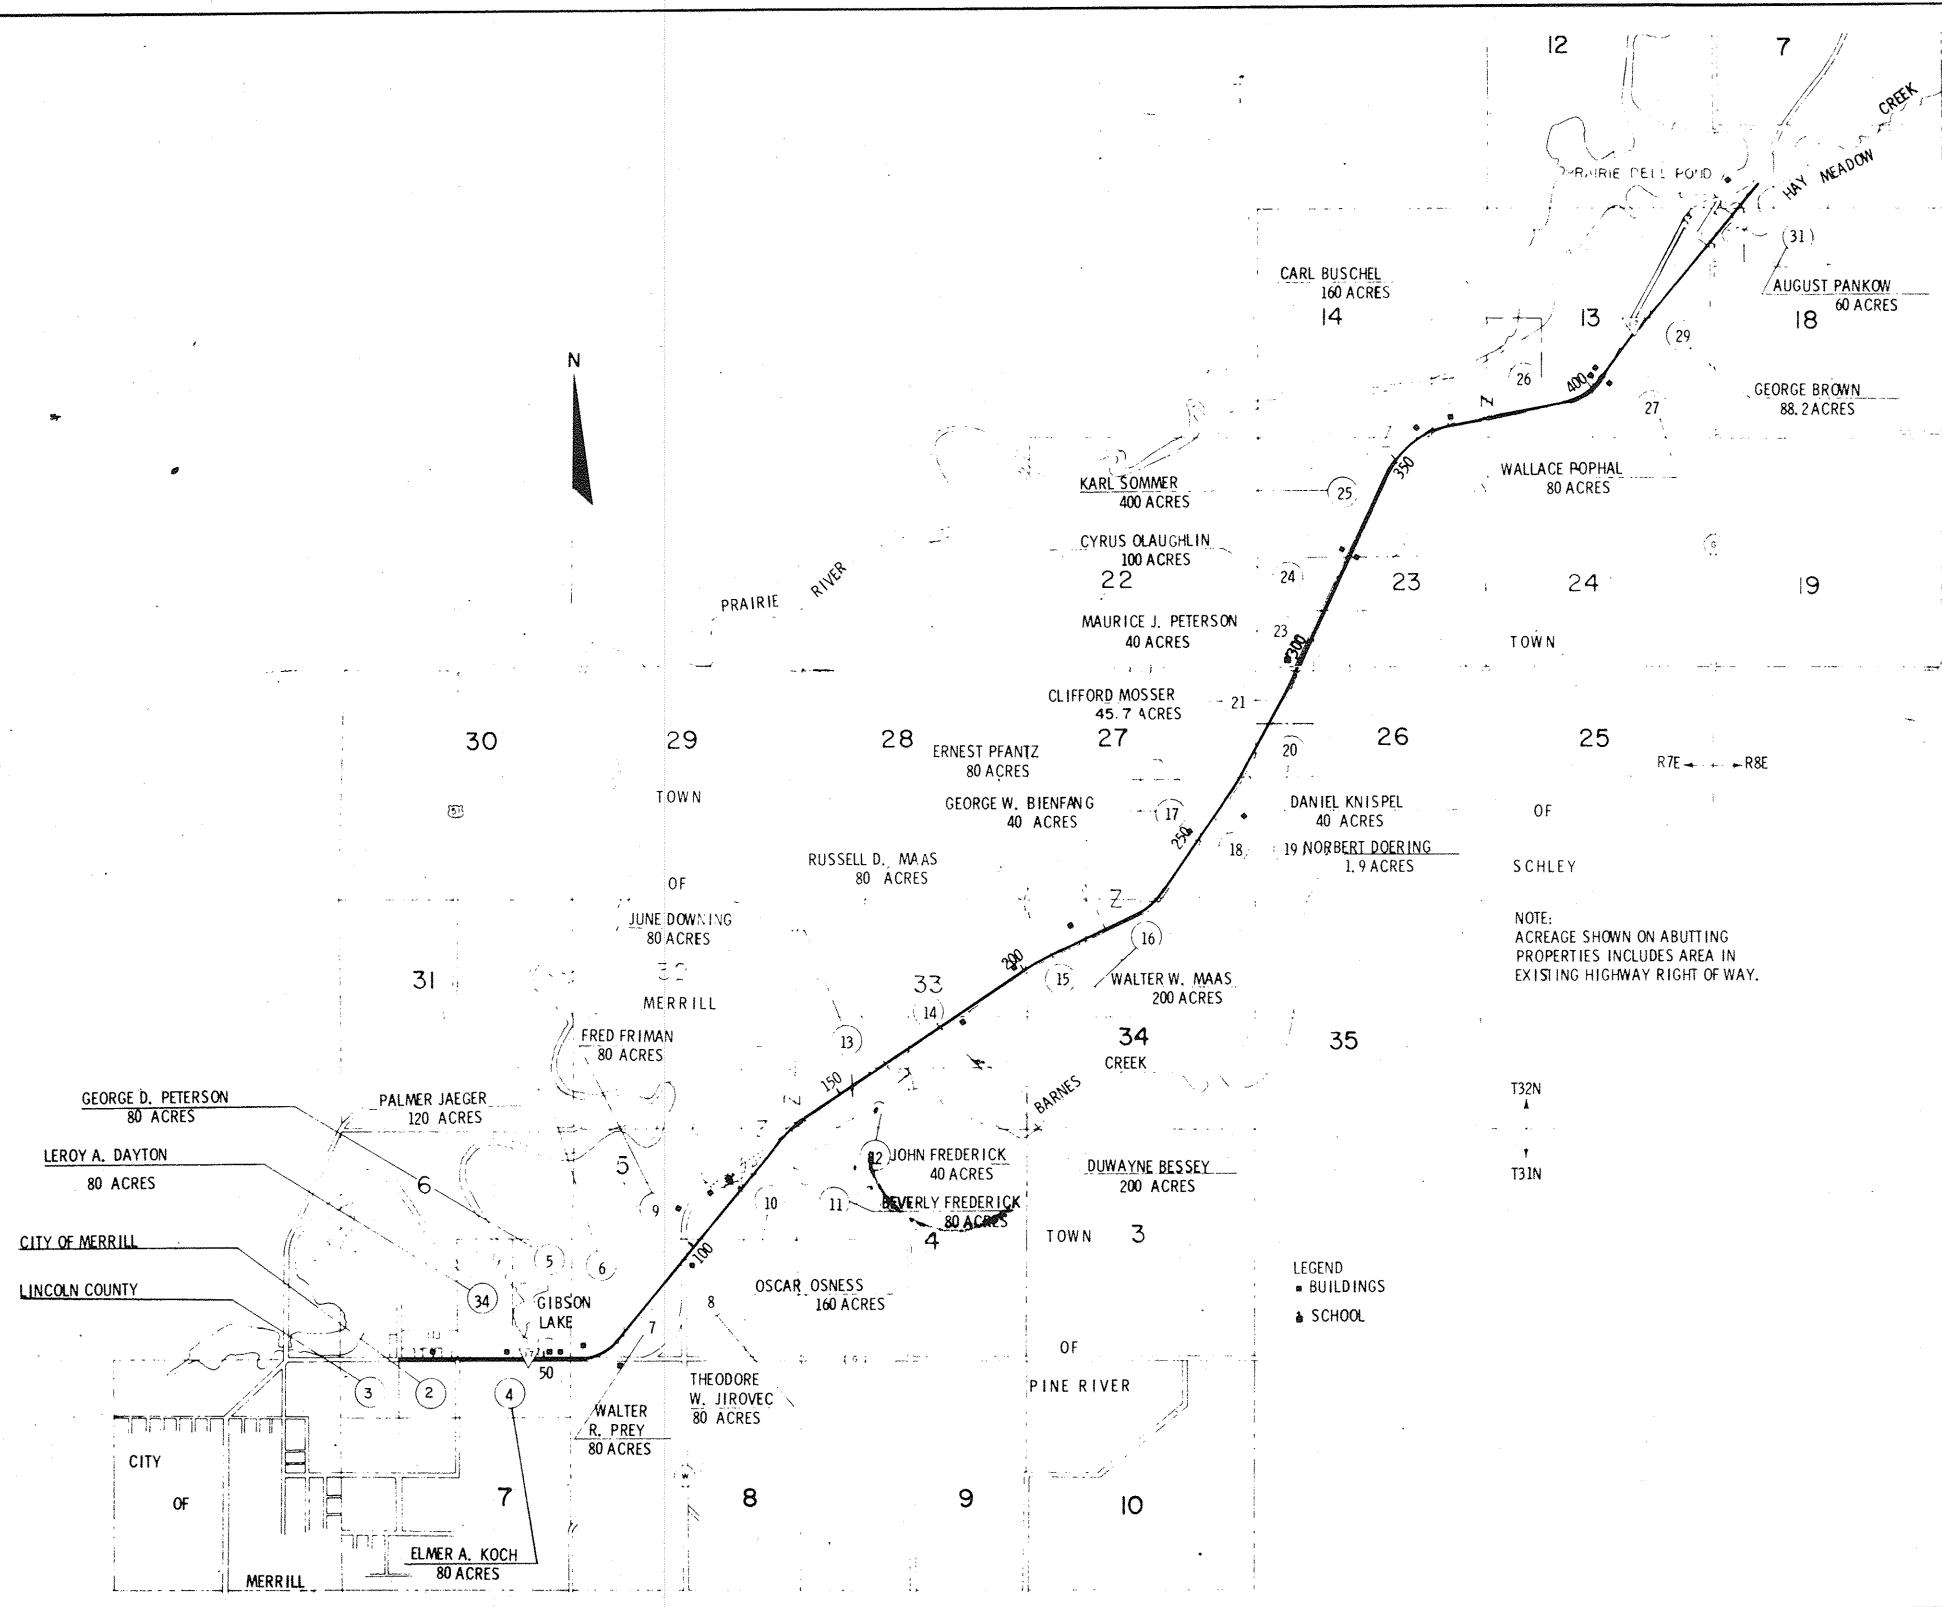 12
7
CREEK
HAY MEADOW
PRAIRIE DELL POND
(31)
CARL BUSCHEL
160 ACRES
AUGUST PANKOW
60 ACRES
14
13
18
29
N
26
400
27
GEORGE BROWN
88.2 ACRES
350
WALLACE POPHAL
80 ACRES
KARL SOMMER
400 ACRES
25
CYRUS OLAUGHLIN
100 ACRES
G
22
24
23
24
19
PRAIRIE RIVER
MAURICE J. PETERSON
40 ACRES
23
300
TOWN
CLIFFORD MOSSER
45.7 ACRES
21
30
29
28
27
26
25
ERNEST PFANTZ
80 ACRES
20
R7E R8E
TOWN
51
GEORGE W. BIENFANG
40 ACRES
17
DANIEL KNISPEL
40 ACRES
OF
250
18
19 NORBERT DOERING
1.9 ACRES
RUSSELL D. MAAS
80 ACRES
SCHLEY
OF
JUNE DOWNING
80 ACRES
16
NOTE:
ACREAGE SHOWN ON ABUTTING
PROPERTIES INCLUDES AREA IN
EXISTING HIGHWAY RIGHT OF WAY.
200
31
32
33
15
WALTER W. MAAS
200 ACRES
MERRILL
14
FRED FRIMAN
80 ACRES
13
34
35
CREEK
BARNES
150
T32N
T31N
GEORGE D. PETERSON
80 ACRES
PALMER JAEGER
120 ACRES
LEROY A. DAYTON
80 ACRES
6
5
12
JOHN FREDERICK
40 ACRES
DUWAYNE BESSEY
200 ACRES
9
10
11
BEVERLY FREDERICK
80 ACRES
4
TOWN
3
CITY OF MERRILL
5
6
100
LINCOLN COUNTY
34
GIBSON
LAKE
8
OSCAR OSNESS
160 ACRES
LEGEND
BUILDINGS
SCHOOL
7
OF
50
G
3
2
4
THEODORE
W. JIROVEC
80 ACRES
PINE RIVER
WALTER
R. PREY
80 ACRES
CITY
OF
MERRILL
W
7
8
9
10
ELMER A. KOCH
80 ACRES